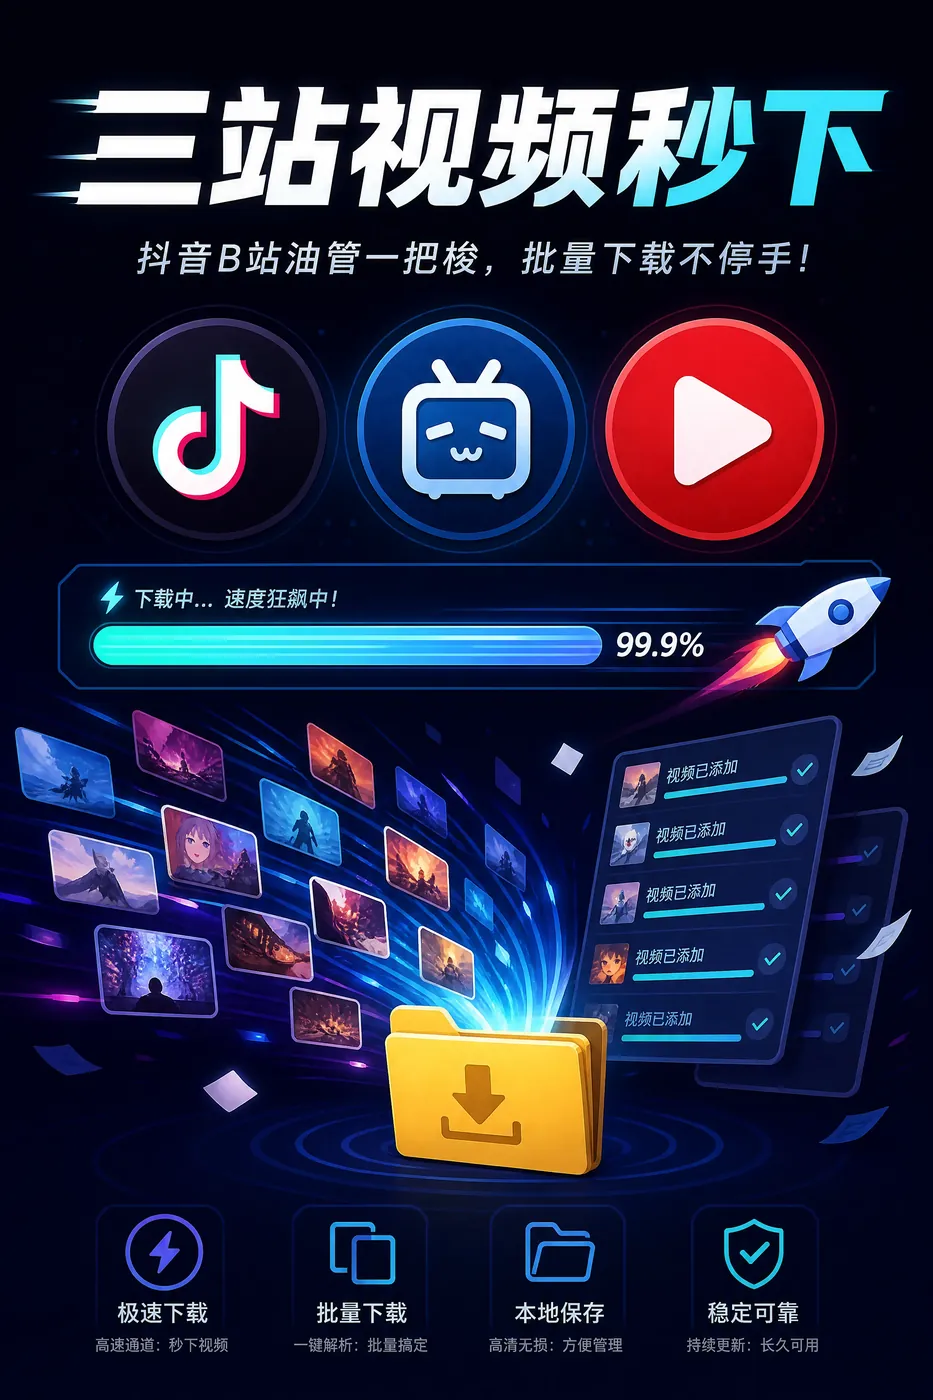 三站视频秒下
抖音B站油管一把梭，批量下载不停手！
下载中... 速度狂飙中！
99.9%
视频已添加
视频已添加
视频已添加
视频已添加
视频已添加
极速下载
高速通道：秒下视频
批量下载
一键解析：批量搞定
本地保存
高清无损：方便管理
稳定可靠
持续更新：长久可用